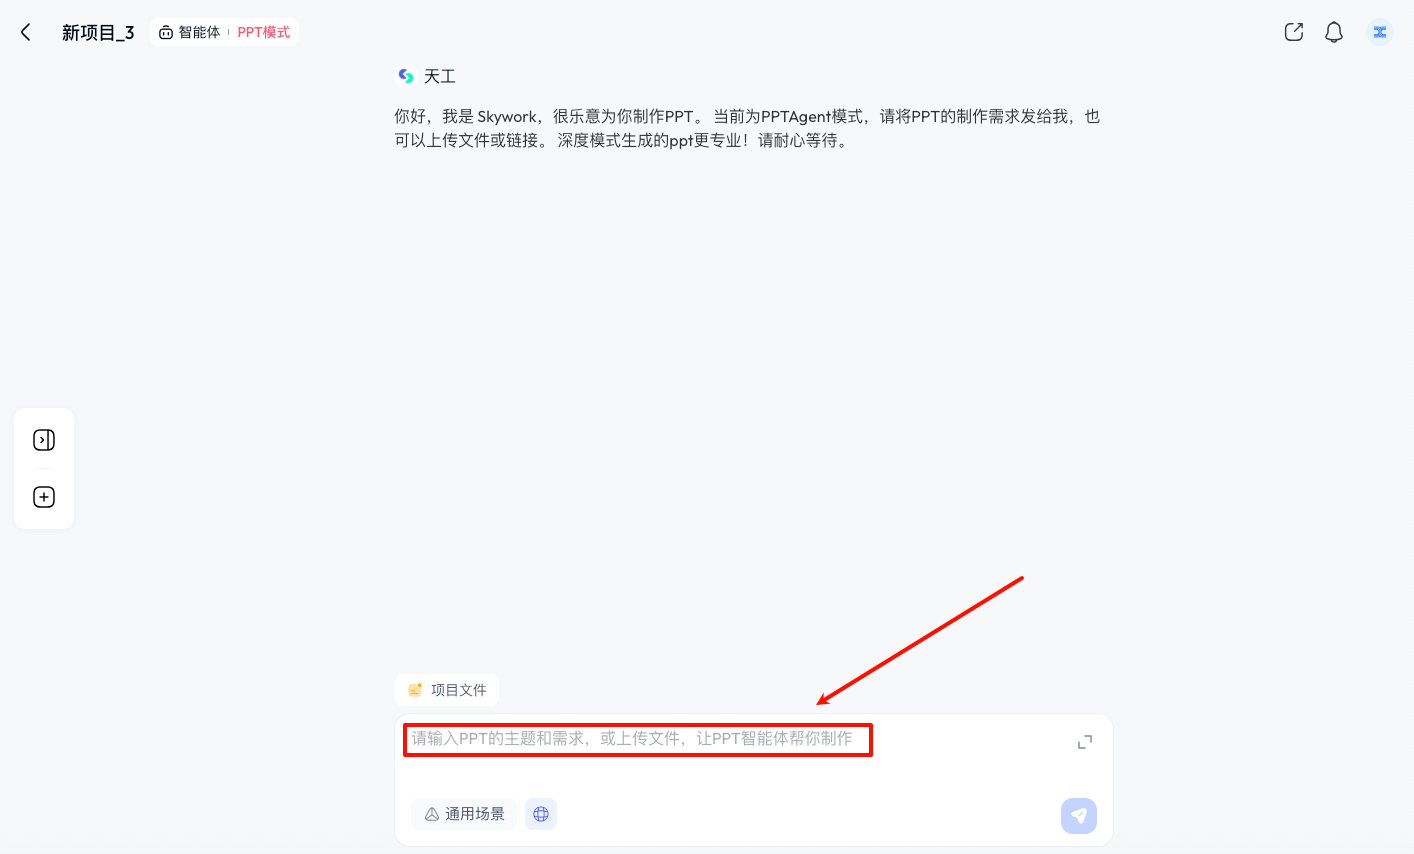 新项目_3
智能体
PPT模式
天工
你好，我是 Skywork，很乐意为你制作PPT。 当前为PPTAgent模式，请将PPT的制作需求发给我，也
可以上传文件或链接。 深度模式生成的ppt更专业！请耐心等待。
项目文件
请输入PPT的主题和需求，或上传文件，让PPT智能体帮你制作
通用场景